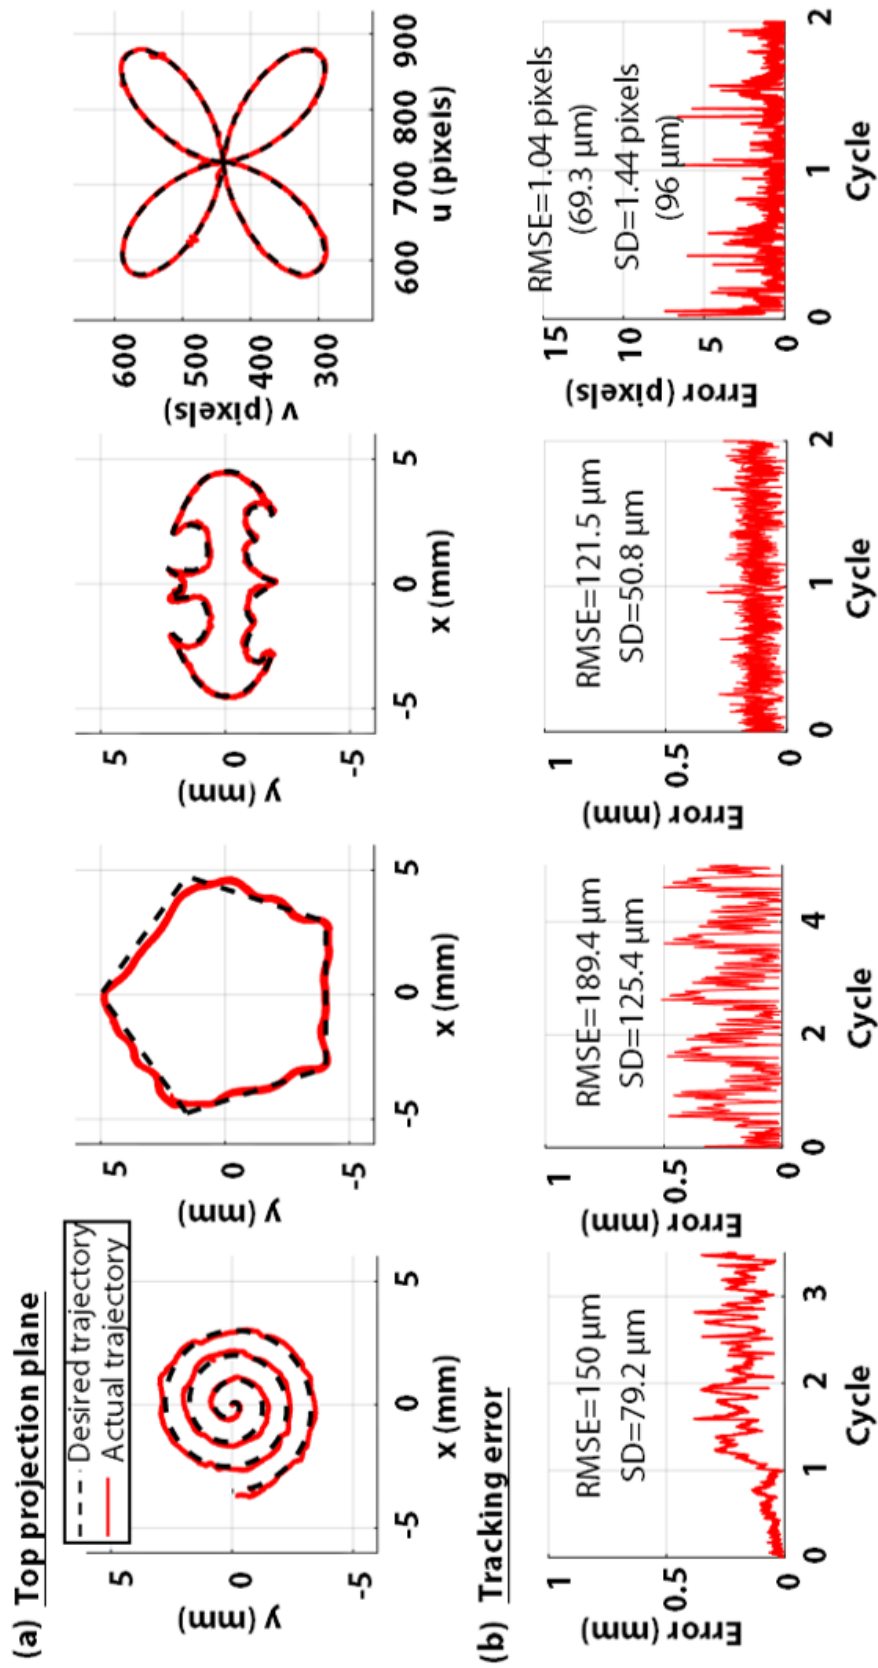 (a) Top projection plane
Desired trajectory
Actual trajectory
y (mm)
5
0
-5
-5
0
5
x (mm)
y (mm)
5
0
-5
-5
0
5
x (mm)
y (mm)
5
0
-5
-5
0
5
x (mm)
v (pixels)
600
500
400
300
600
700
800
900
u (pixels)
(b) Tracking error
Error (mm)
1
0.5
0
RMSE=150 µm
SD=79.2 µm
0
1
2
3
Cycle
Error (mm)
1
0.5
0
RMSE=189.4 µm
SD=125.4 µm
0
2
4
Cycle
Error (mm)
1
0.5
0
RMSE=121.5 µm
SD=50.8 µm
0
1
2
Cycle
Error (pixels)
15
10
5
0
RMSE=1.04 pixels
(69.3 µm)
SD=1.44 pixels
(96 µm)
0
1
2
Cycle